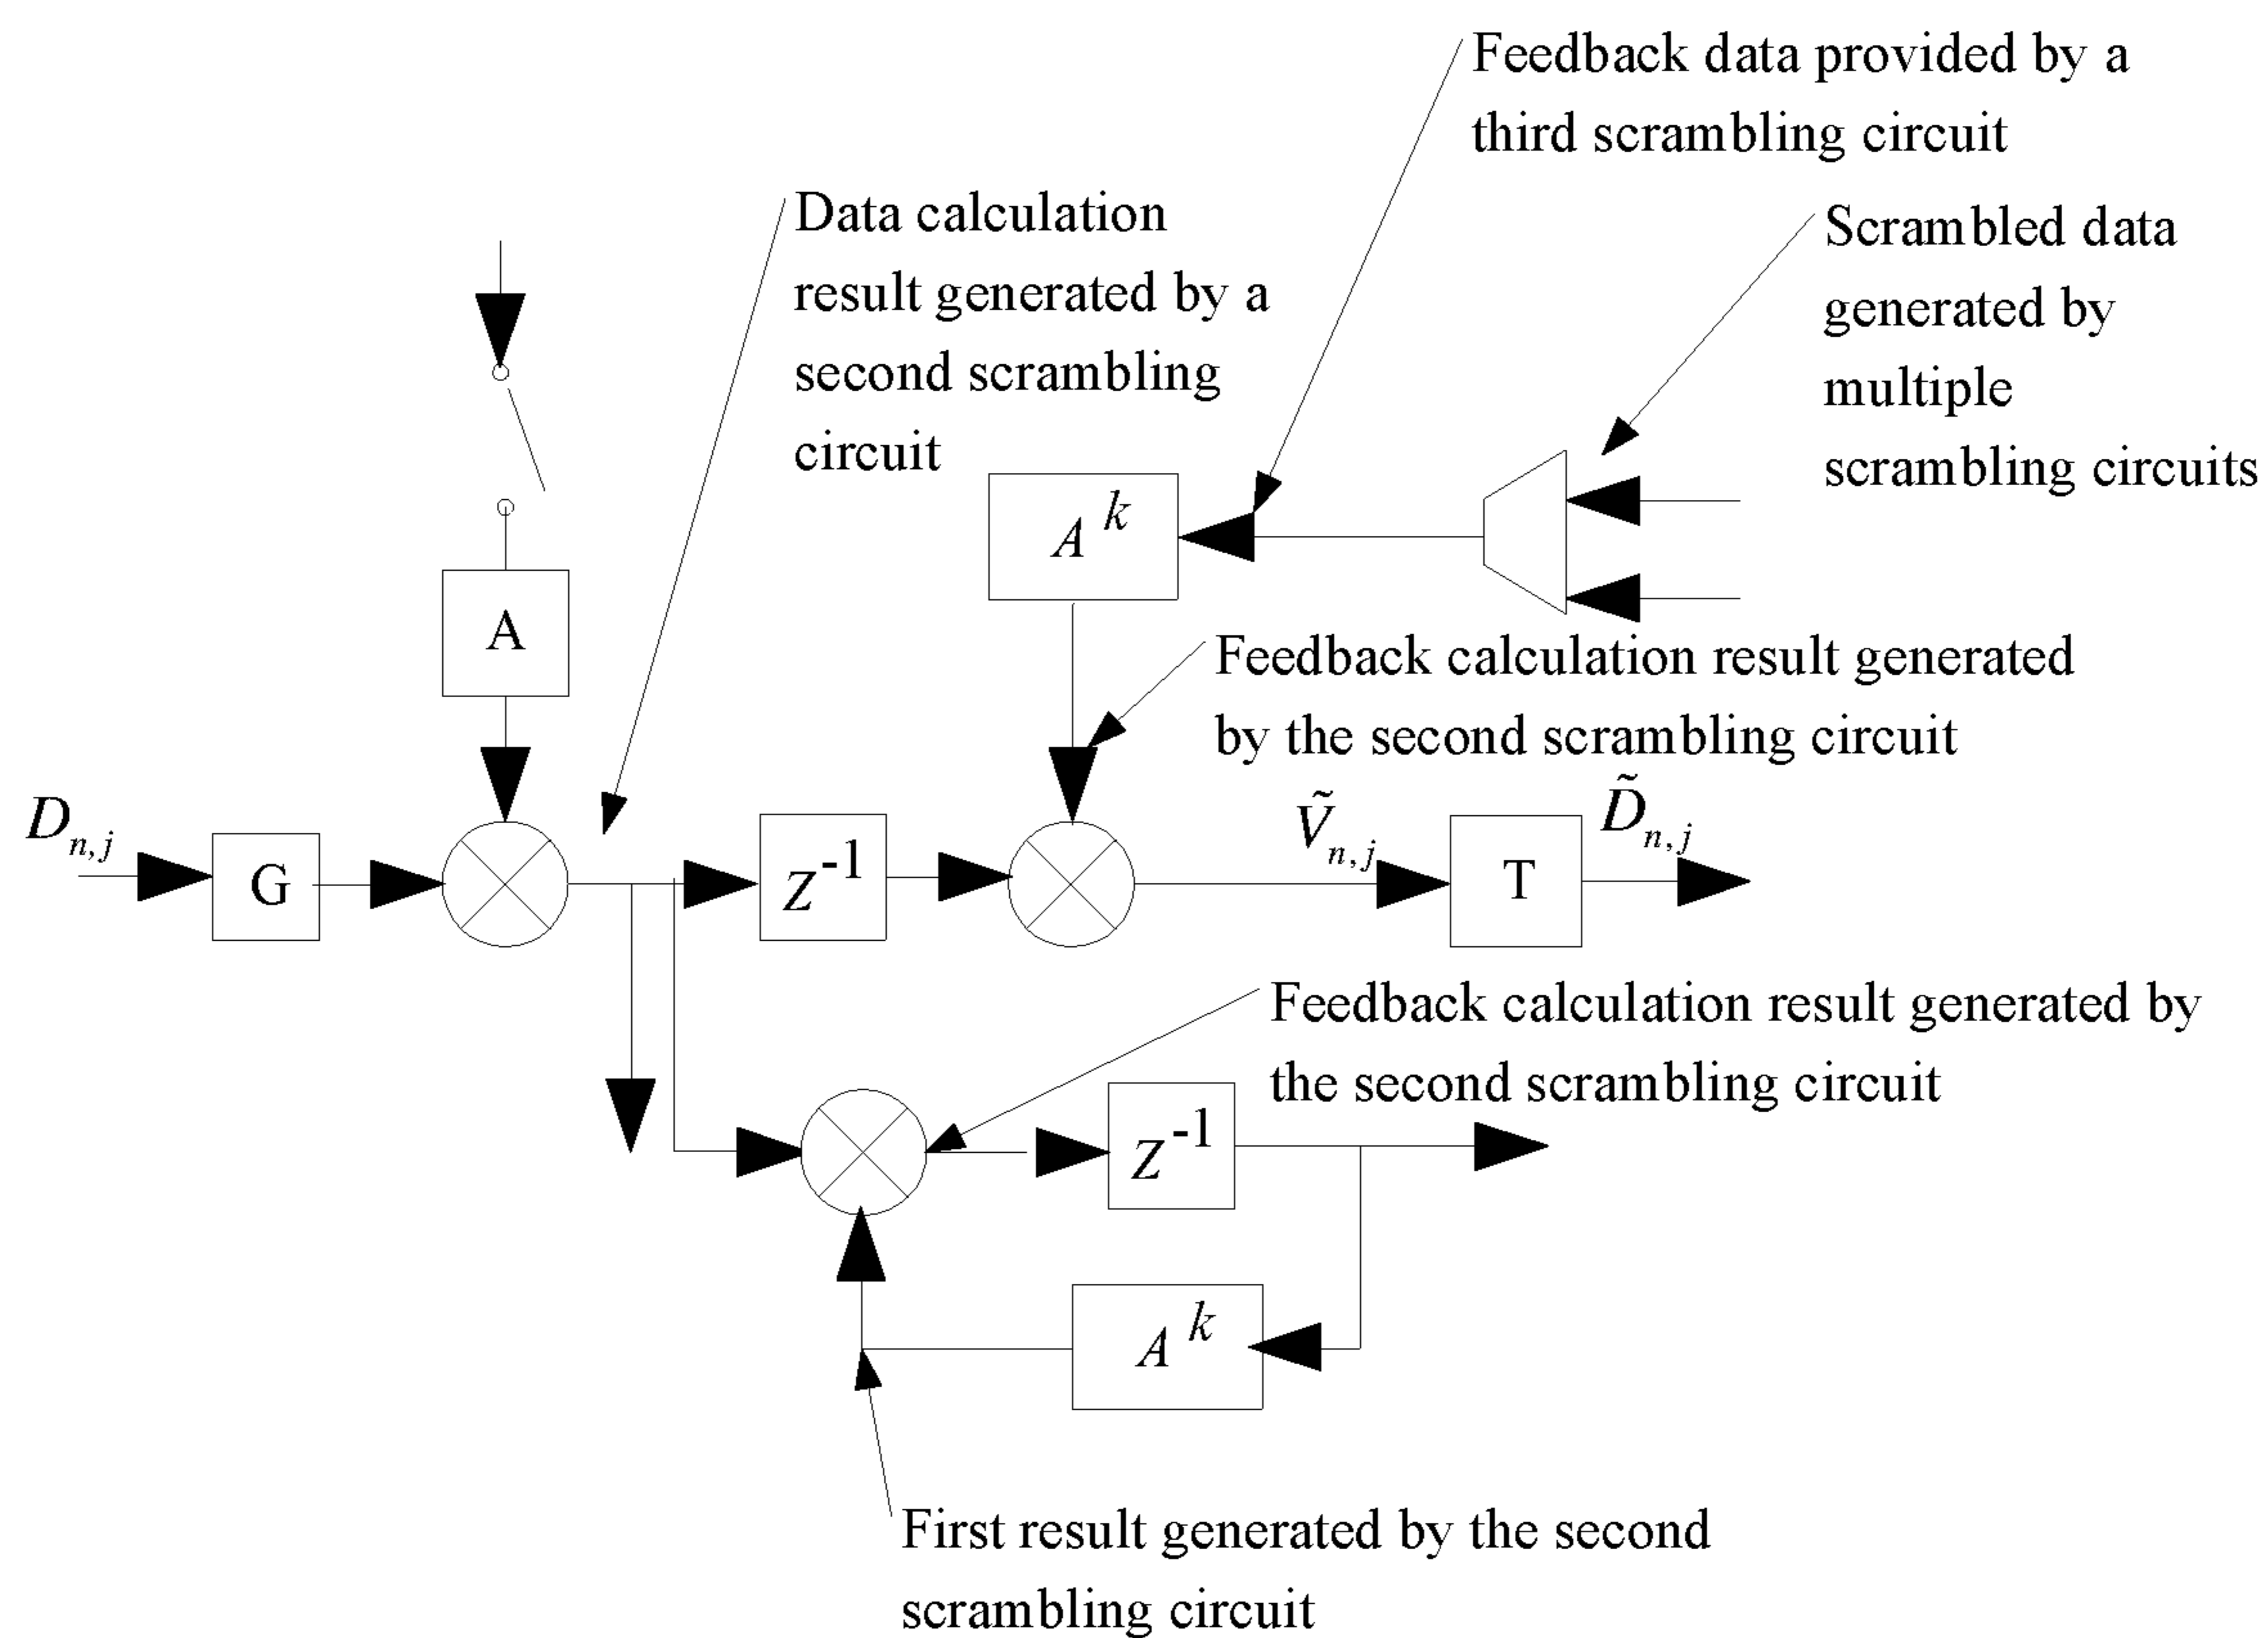 Feedback data provided by a
third scrambling circuit
Data calculation
result generated by a
second scrambling
circuit
Scrambled data
generated by
multiple
scrambling circuits
A^k
A
Feedback calculation result generated
by the second scrambling circuit
D_{n,j}
G
Z^{-1}
Ṽ_{n,j}
T
D̃_{n,j}
Feedback calculation result generated by
the second scrambling circuit
Z^{-1}
A^k
First result generated by the second
scrambling circuit